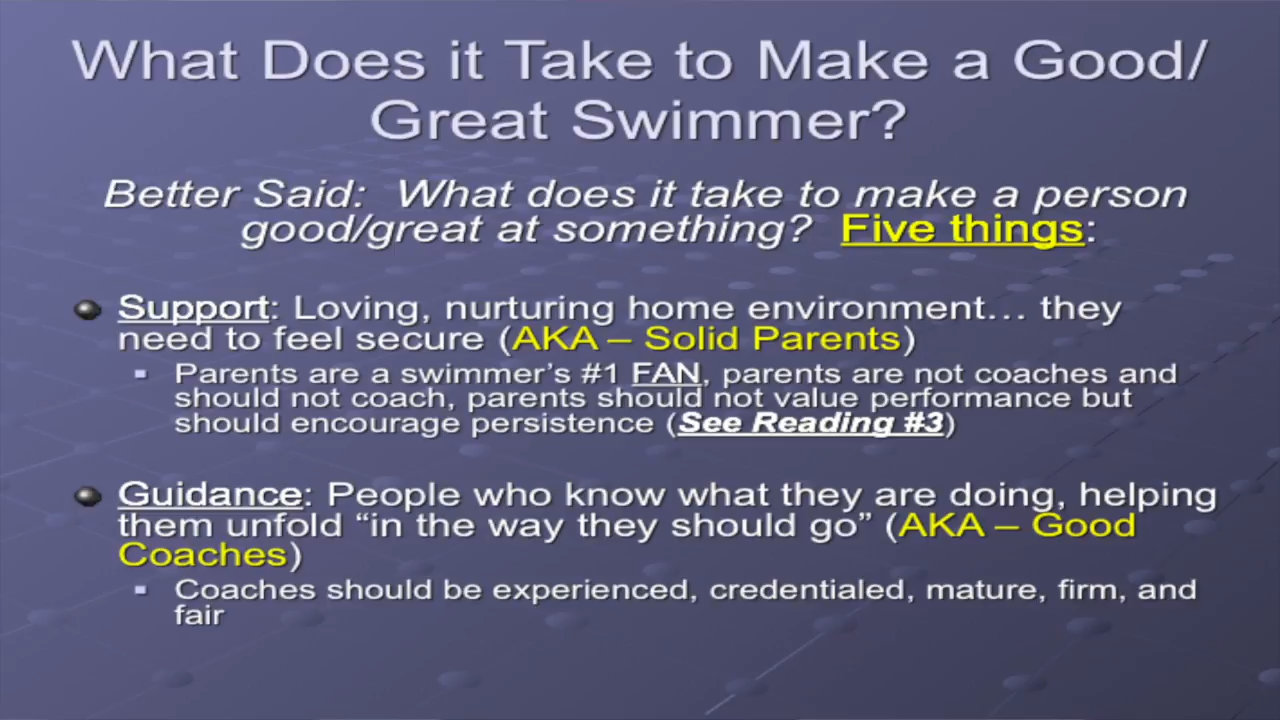 What Does it Take to Make a Good/
Great Swimmer?
Better Said:  What does it take to make a person
good/great at something?  Five things:
Support: Loving, nurturing home environment… they
need to feel secure (AKA – Solid Parents)
Parents are a swimmer’s #1 FAN, parents are not coaches and
should not coach, parents should not value performance but
should encourage persistence (See Reading #3)
Guidance: People who know what they are doing, helping
them unfold “in the way they should go” (AKA – Good
Coaches)
Coaches should be experienced, credentialed, mature, firm, and
fair